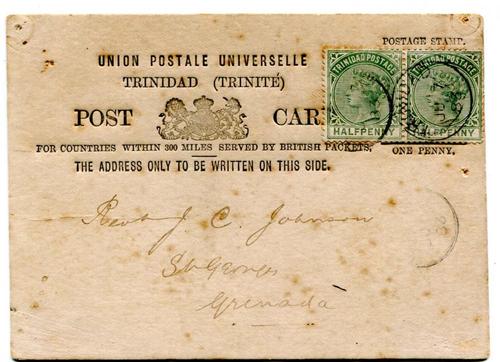 POSTAGE STAMP.
UNION POSTALE UNIVERSELLE
TRINIDAD (TRINITÉ)
TRINIDAD POSTAGE
HALFPENNY
TRINIDAD POSTAGE
HALFPENNY
POST CAR
FOR COUNTRIES WITHIN 300 MILES SERVED BY BRITISH PACKETS,
ONE PENNY.
THE ADDRESS ONLY TO BE WRITTEN ON THIS SIDE.
J. C. Johnson
St Georges
Grenada